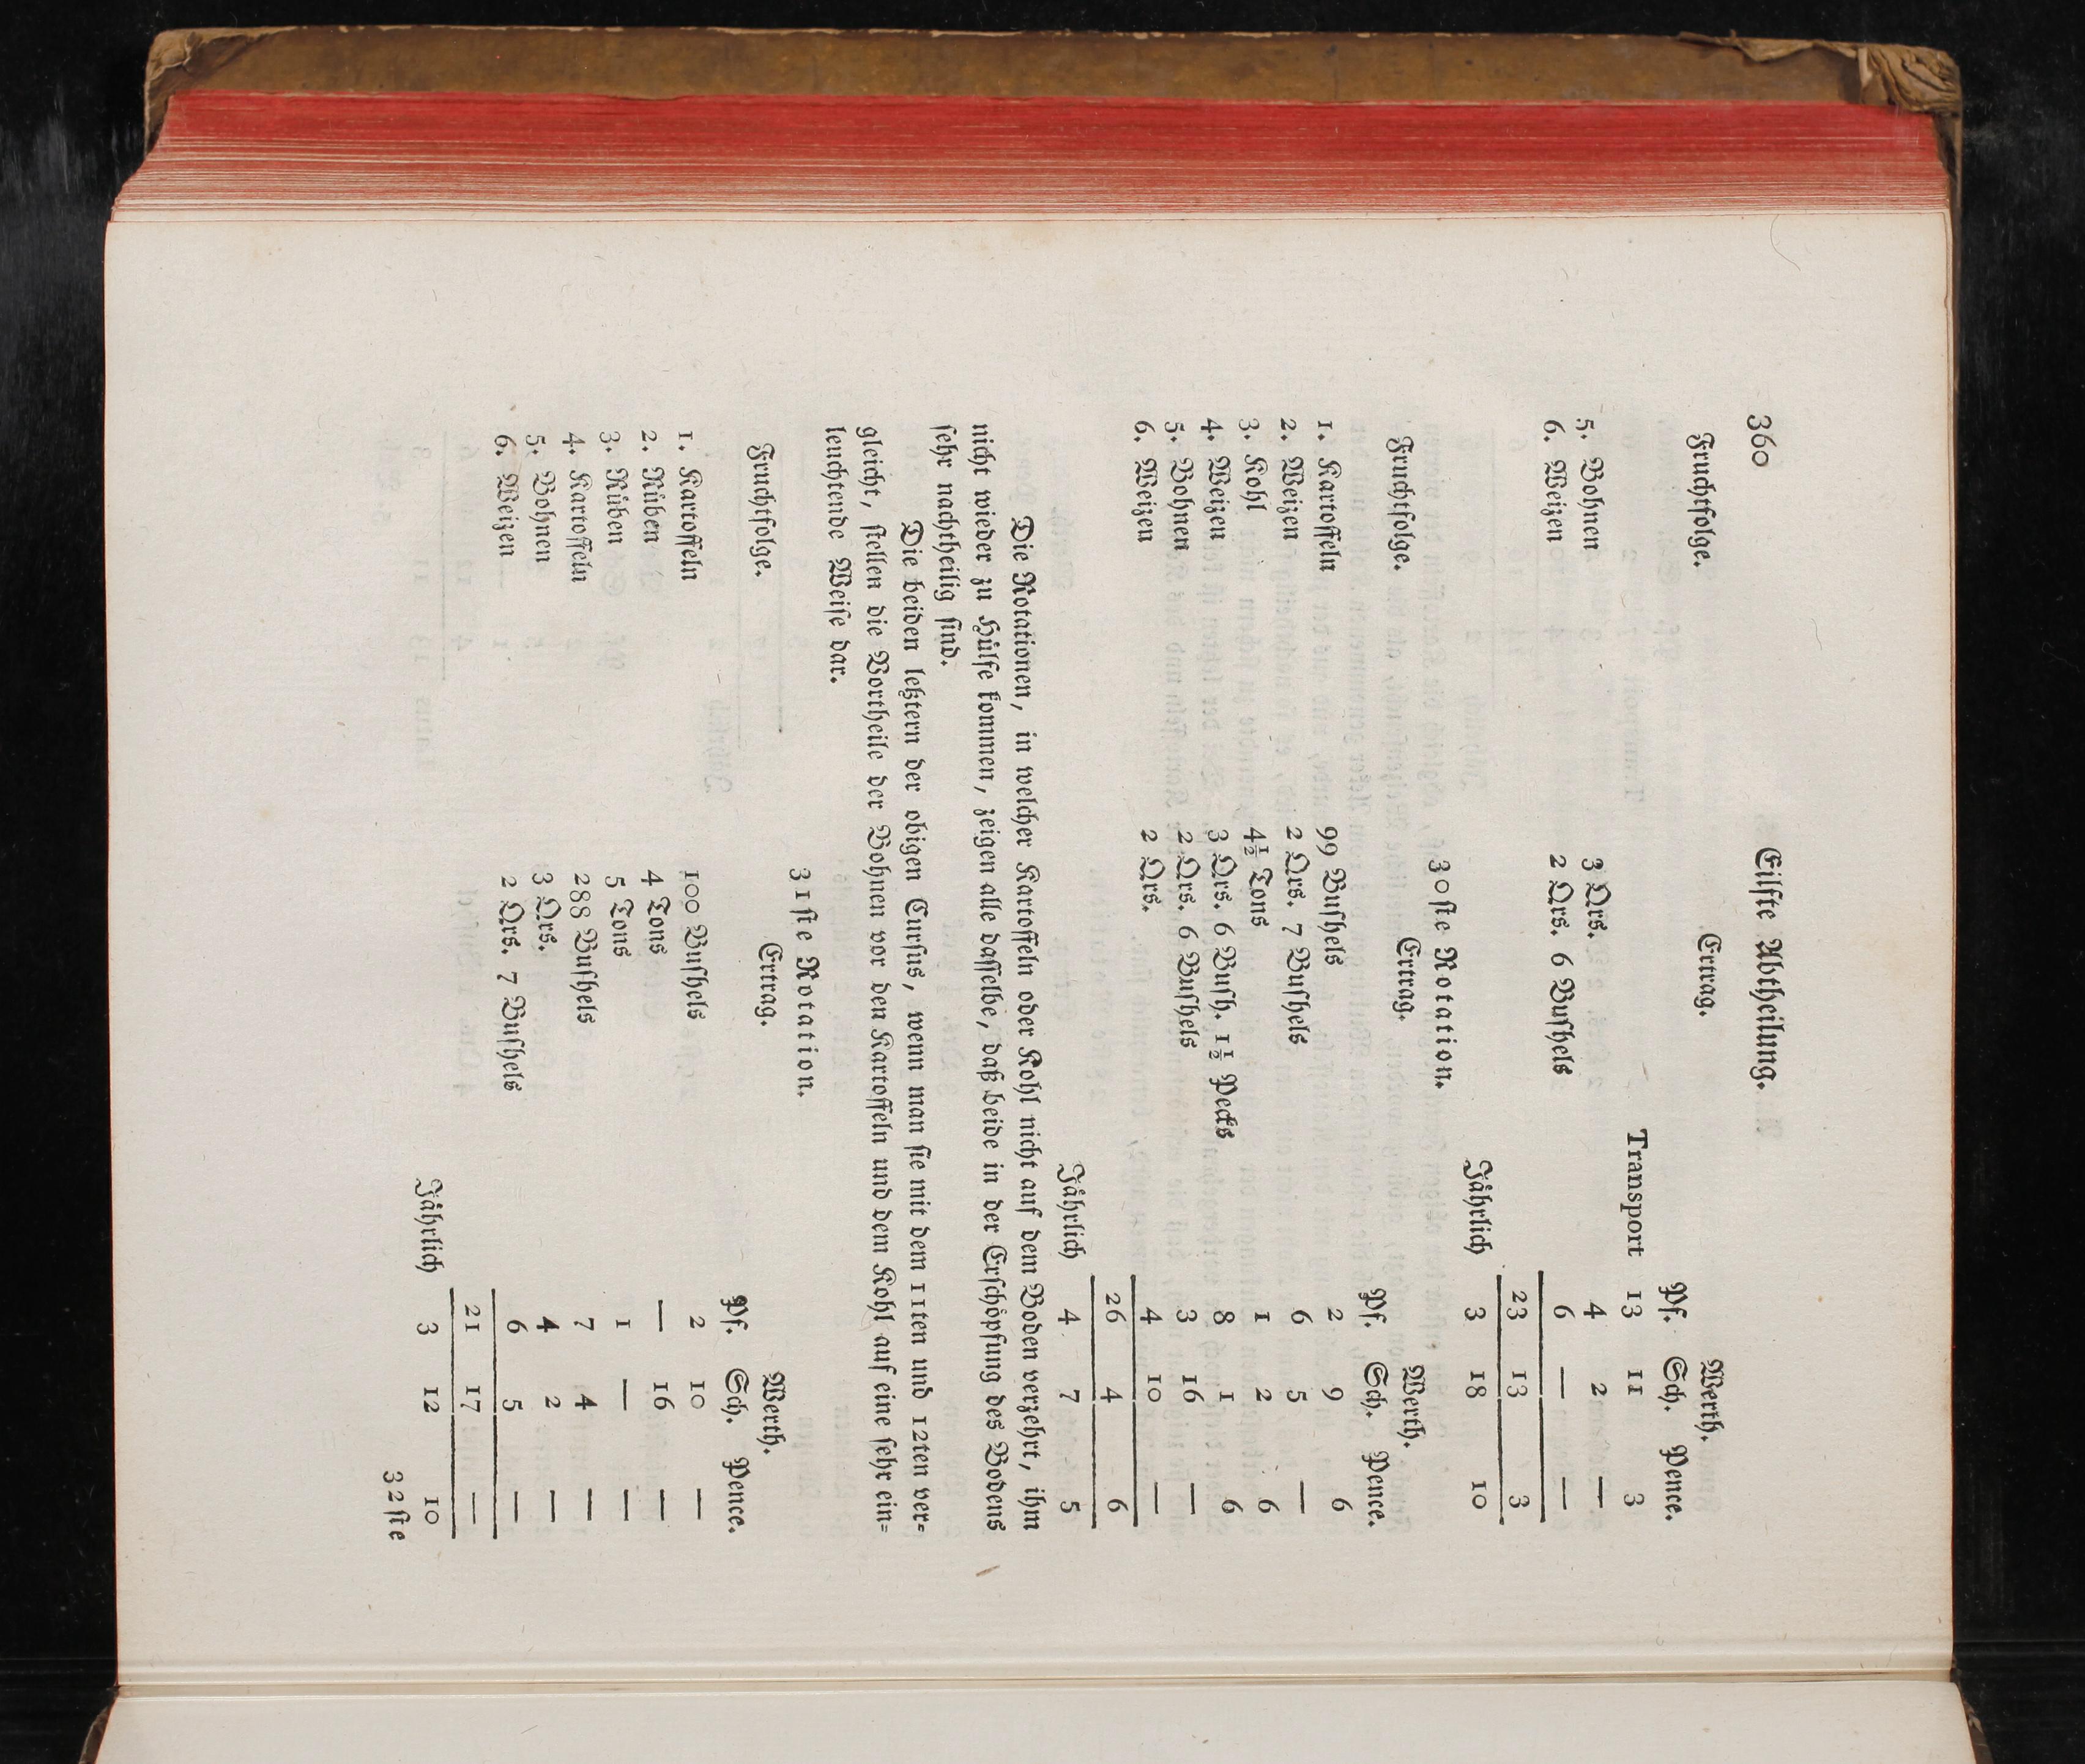 360 Eilfte Abtheilung.
Fruchtfolge. Ertrag. Werth.
Pf. Sch. Pence.
Transport 13 11 3
5. Bohnen 3 Qrs. 4 2 —
6. Weizen 2 Qrs. 6 Bushels 6 — —
23 13 3
Jährlich 3 18 10
30ste Rotation.
Fruchtfolge. Ertrag. Werth.
Pf. Sch. Pence.
1. Kartoffeln 99 Bushels 2 9 6
2. Weizen 2 Qrs. 7 Bushels 6 5 —
3. Kohl 4½ Tons 1 2 6
4. Weizen 3 Qrs. 6 Bush. 1½ Pecks 8 1 6
5. Bohnen 2 Qrs. 6 Bushels 3 16 —
6. Weizen 2 Qrs. 4 10 —
26 4 6
Jährlich 4 7 5
Die Rotationen, in welcher Kartoffeln oder Kohl nicht auf dem Boden verzehrt, ihm
nicht wieder zu Hülfe kommen, zeigen alle dasselbe, daß beide in der Erschöpfung des Bodens
sehr nachtheilig sind.
Die beiden letztern der obigen Cursus, wenn man sie mit dem 11ten und 12ten ver-
gleicht, stellen die Vortheile der Bohnen vor den Kartoffeln und dem Kohl auf eine sehr ein-
leuchtende Weise dar.
31ste Rotation.
Fruchtfolge. Ertrag. Werth.
Pf. Sch. Pence.
1. Kartoffeln 100 Bushels 2 10 —
2. Rüben 4 Tons — 16 —
3. Rüben 5 Tons 1 — —
4. Kartoffeln 288 Bushels 7 4 —
5. Bohnen 3 Qrs. 4 2 —
6. Weizen 2 Qrs. 7 Bushels 6 5 —
21 17 —
Jährlich 3 12 10
32ste